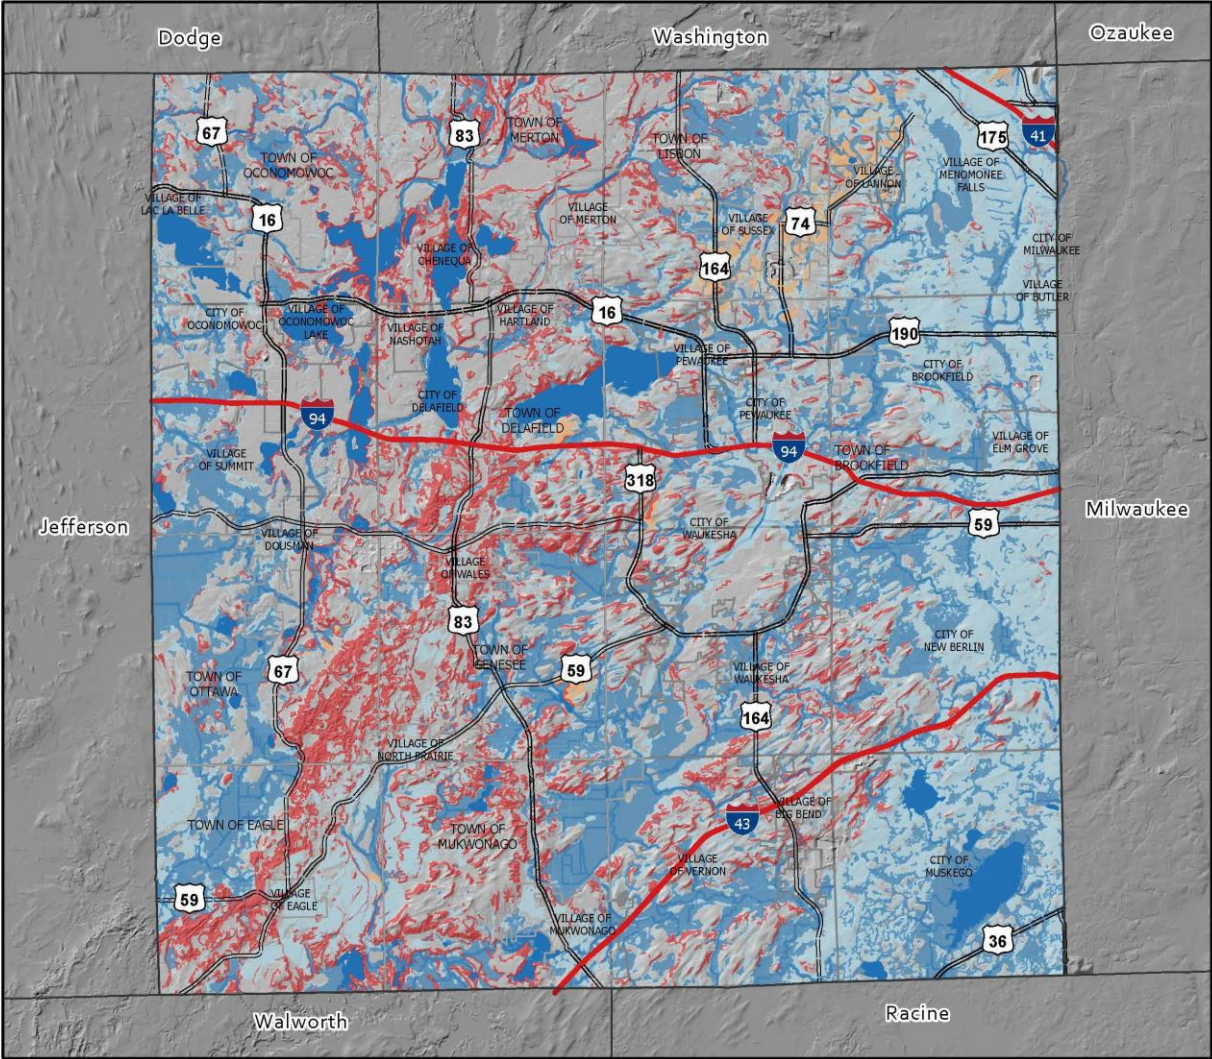 Dodge
Washington
Ozaukee
67
83
TOWN OF
MERTON
TOWN OF
LISBON
175
41
TOWN OF
OCONOMOWOC
VILLAGE
OF LANNON
VILLAGE OF
MENOMONEE
FALLS
VILLAGE OF
LAC LA BELLE
16
VILLAGE
OF MERTON
VILLAGE
OF SUSSEX
74
VILLAGE OF
CHENEQUA
164
CITY OF
MILWAUKEE
VILLAGE
OF BUTLER
CITY OF
OCONOMOWOC
VILLAGE OF
OCONOMOWOC
LAKE
VILLAGE OF
NASHOTAH
VILLAGE OF
HARTLAND
16
190
VILLAGE OF
PEWAUKEE
CITY OF
BROOKFIELD
94
CITY OF
DELAFIELD
TOWN OF
DELAFIELD
CITY OF
PEWAUKEE
94
VILLAGE
OF SUMMIT
TOWN OF
BROOKFIELD
VILLAGE OF
ELM GROVE
318
Jefferson
CITY OF
WAUKESHA
59
Milwaukee
VILLAGE OF
DOUSMAN
VILLAGE
OF WALES
83
CITY OF
NEW BERLIN
67
TOWN OF
OTTAWA
TOWN OF
GENESEE
59
VILLAGE OF
WAUKESHA
164
VILLAGE OF
NORTH PRAIRIE
43
VILLAGE OF
BIG BEND
TOWN OF EAGLE
TOWN OF
MUKWONAGO
VILLAGE
OF VERNON
CITY OF
MUSKEGO
59
VILLAGE
OF EAGLE
VILLAGE OF
MUKWONAGO
36
Walworth
Racine